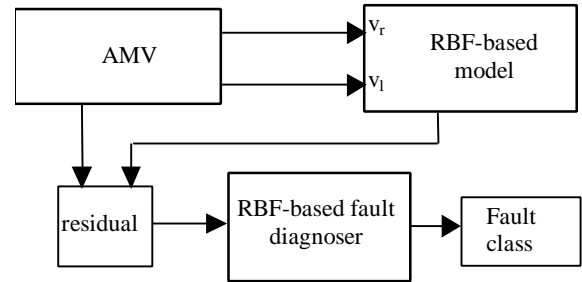 AMV
v_r
v_l
RBF-based
model
residual
RBF-based fault
diagnoser
Fault
class